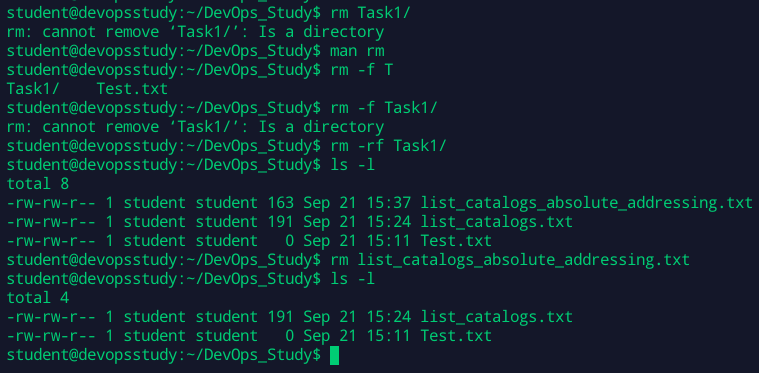 student@devopsstudy:~/DevOps_Study$ rm Task1/
rm: cannot remove ‘Task1/’: Is a directory
student@devopsstudy:~/DevOps_Study$ man rm
student@devopsstudy:~/DevOps_Study$ rm -f T
Task1/    Test.txt
student@devopsstudy:~/DevOps_Study$ rm -f Task1/
rm: cannot remove ‘Task1/’: Is a directory
student@devopsstudy:~/DevOps_Study$ rm -rf Task1/
student@devopsstudy:~/DevOps_Study$ ls -l
total 8
-rw-rw-r-- 1 student student 163 Sep 21 15:37 list_catalogs_absolute_addressing.txt
-rw-rw-r-- 1 student student 191 Sep 21 15:24 list_catalogs.txt
-rw-rw-r-- 1 student student   0 Sep 21 15:11 Test.txt
student@devopsstudy:~/DevOps_Study$ rm list_catalogs_absolute_addressing.txt
student@devopsstudy:~/DevOps_Study$ ls -l
total 4
-rw-rw-r-- 1 student student 191 Sep 21 15:24 list_catalogs.txt
-rw-rw-r-- 1 student student   0 Sep 21 15:11 Test.txt
student@devopsstudy:~/DevOps_Study$